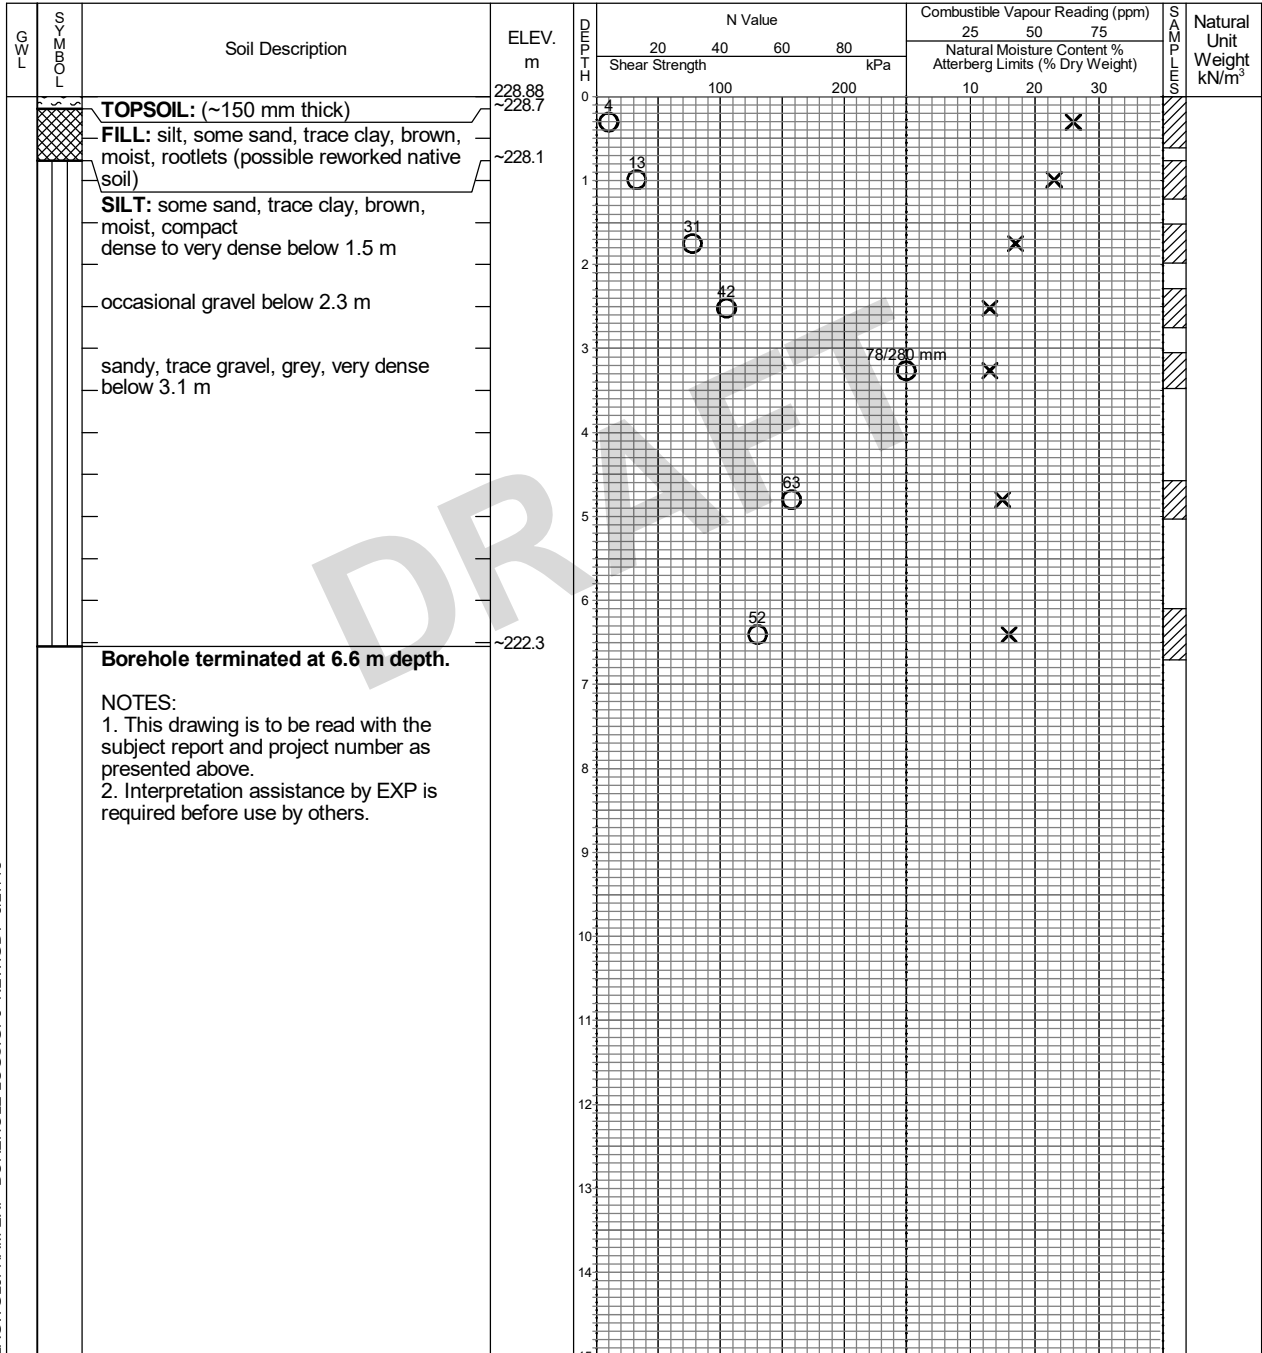 GWL
SYMBOL
Soil Description
ELEV.
m
DEPTH
N Value
20 40 60 80
Shear Strength kPa
100 200
Combustible Vapour Reading (ppm)
25 50 75
Natural Moisture Content %
Atterberg Limits (% Dry Weight)
10 20 30
SAMPLES
Natural
Unit
Weight
kN/m³
228.88
0
TOPSOIL: (~150 mm thick)
~228.7
4
FILL: silt, some sand, trace clay, brown,
moist, rootlets (possible reworked native
soil)
~228.1
13
1
SILT: some sand, trace clay, brown,
moist, compact
dense to very dense below 1.5 m
31
2
occasional gravel below 2.3 m
42
3
78/280 mm
sandy, trace gravel, grey, very dense
below 3.1 m
4
63
5
6
52
~222.3
Borehole terminated at 6.6 m depth.
7
NOTES:
1. This drawing is to be read with the
subject report and project number as
presented above.
2. Interpretation assistance by EXP is
required before use by others.
8
9
10
11
12
13
14
DRAFT